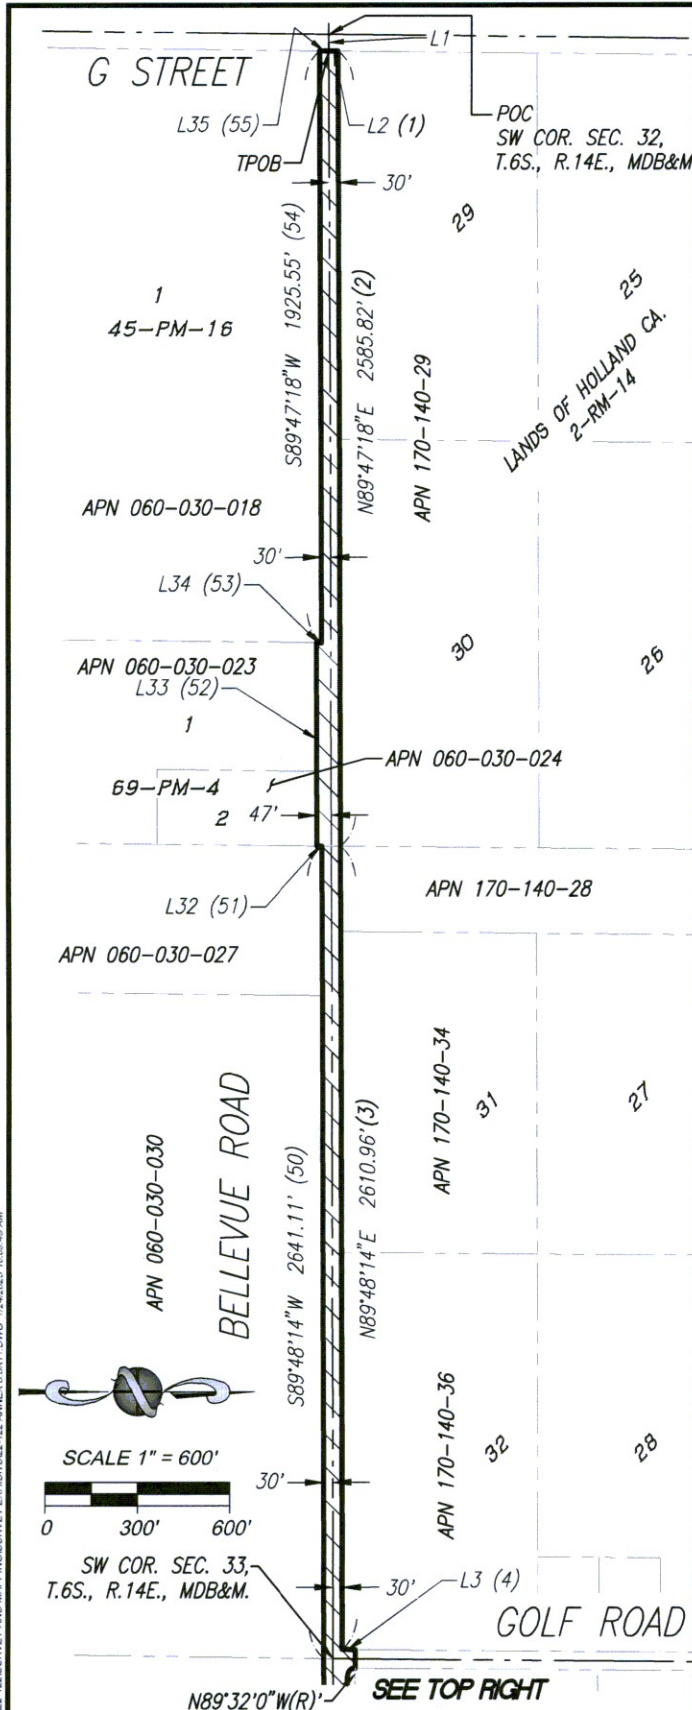 L1
G STREET
L35 (55)
L2 (1)
POC
SW COR. SEC. 32,
T.6S., R.14E., MDB&M
TPOB
30'
29
S89°47'18"W 1925.55' (54)
N89°47'18"E 2585.82'(2)
1
45-PM-16
25
LANDS OF HOLLAND CA.
2-RM-14
APN 170-140-29
APN 060-030-018
30'
L34 (53)
APN 060-030-023
L33 (52)
1
30
26
APN 060-030-024
69-PM-4
2
47'
L32 (51)
APN 170-140-28
APN 060-030-027
APN 170-140-34
31
27
BELLEVUE ROAD
APN 060-030-030
S89°48'14"W 2641.11' (50)
N89°48'14"E 2610.96'(3)
SCALE 1" = 600'
0 300' 600'
APN 170-140-36
32
28
30'
SW COR. SEC. 33,
T.6S., R.14E., MDB&M.
30'
L3 (4)
GOLF ROAD
N89°32'0"W(R)'
SEE TOP RIGHT